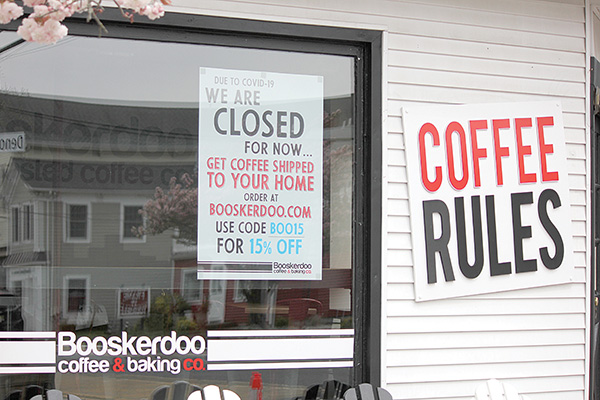 DUE TO COVID-19
WE ARE
CLOSED
FOR NOW...
GET COFFEE SHIPPED
TO YOUR HOME
ORDER AT
BOOSKERDOO.COM
USE CODE BOO15
FOR 15% OFF
Booskerdoo
coffee & baking co.
COFFEE
RULES
Booskerdoo
coffee & baking co.